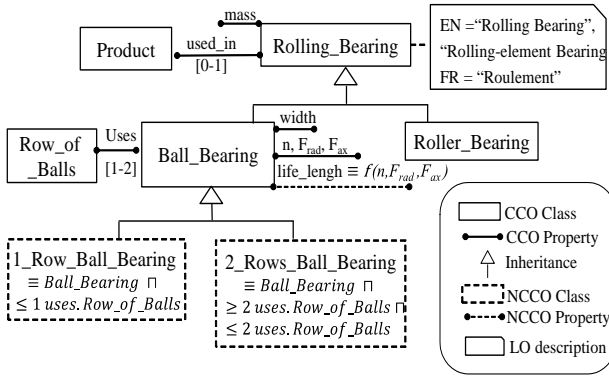 mass
Product
used_in
[0-1]
Rolling_Bearing
EN =“Rolling Bearing”,
“Rolling-element Bearing
FR = “Roulement”
Row_of
_Balls
Uses
[1-2]
Ball_Bearing
width
n, F_rad, F_ax
life_lengh ≡ f(n,F_rad,F_ax)
Roller_Bearing
1_Row_Ball_Bearing
≡ Ball_Bearing ⊓
≤ 1 uses.Row_of_Balls
2_Rows_Ball_Bearing
≡ Ball_Bearing ⊓
≥ 2 uses.Row_of_Balls ⊓
≤ 2 uses.Row_of_Balls
CCO Class
CCO Property
Inheritance
NCCO Class
NCCO Property
LO description